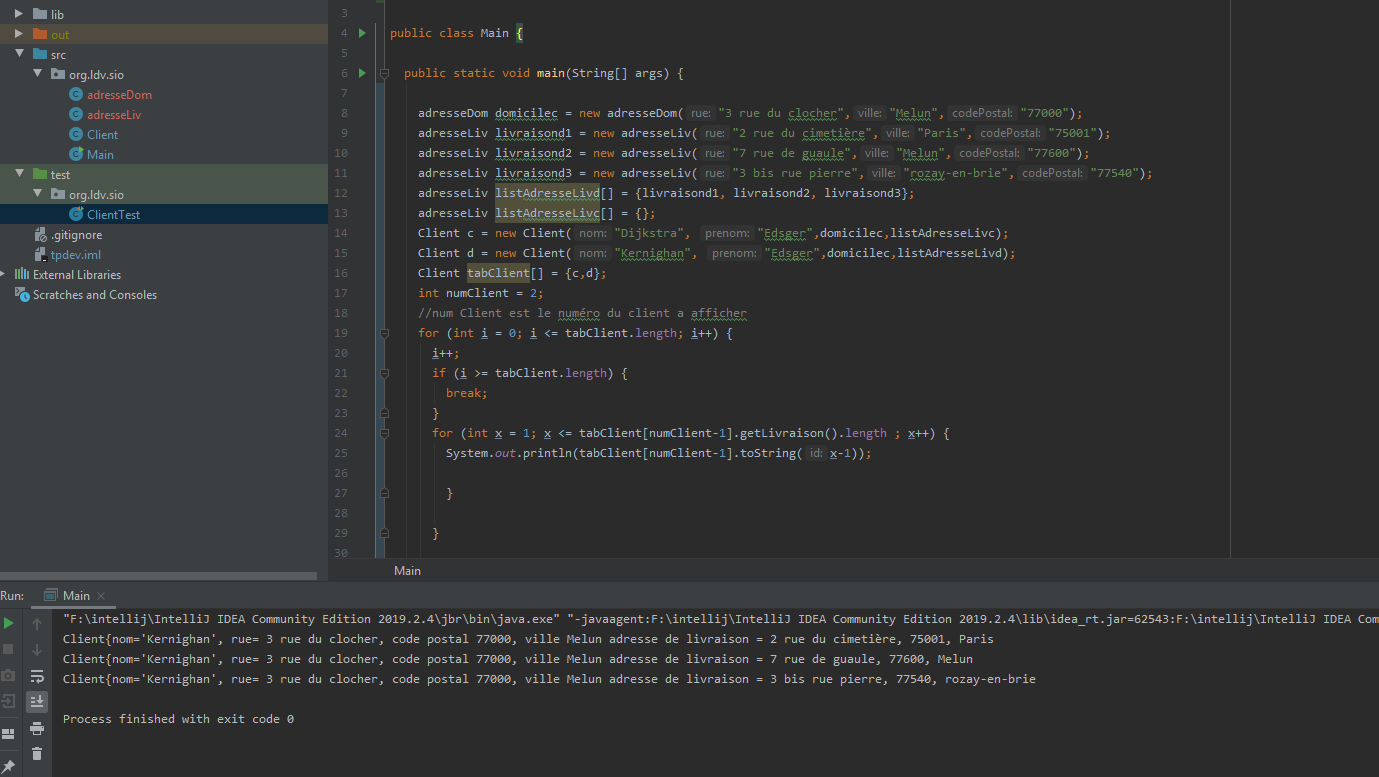 lib
out
src
org.ldv.sio
adresseDom
adresseLiv
Client
Main
test
org.ldv.sio
ClientTest
.gitignore
tpdev.iml
External Libraries
Scratches and Consoles
3
4 public class Main {
5
6 public static void main(String[] args) {
7
8 adresseDom domicilec = new adresseDom( rue: "3 rue du clocher", ville: "Melun", codePostal: "77000");
9 adresseLiv livraisond1 = new adresseLiv( rue: "2 rue du cimetière", ville: "Paris", codePostal: "75001");
10 adresseLiv livraisond2 = new adresseLiv( rue: "7 rue de guaule", ville: "Melun", codePostal: "77600");
11 adresseLiv livraisond3 = new adresseLiv( rue: "3 bis rue pierre", ville: "rozay-en-brie", codePostal: "77540");
12 adresseLiv listAdresseLivd[] = {livraisond1, livraisond2, livraisond3};
13 adresseLiv listAdresseLivc[] = {};
14 Client c = new Client( nom: "Dijkstra", prenom: "Edsger",domicilec,listAdresseLivc);
15 Client d = new Client( nom: "Kernighan", prenom: "Edsger",domicilec,listAdresseLivd);
16 Client tabClient[] = {c,d};
17 int numClient = 2;
18 //num Client est le numéro du client a afficher
19 for (int i = 0; i <= tabClient.length; i++) {
20 i++;
21 if (i >= tabClient.length) {
22 break;
23 }
24 for (int x = 1; x <= tabClient[numClient-1].getLivraison().length ; x++) {
25 System.out.println(tabClient[numClient-1].toString( id: x-1));
26
27 }
28
29 }
30
Main
Run: Main
"F:\intellij\IntelliJ IDEA Community Edition 2019.2.4\jbr\bin\java.exe" "-javaagent:F:\intellij\IntelliJ IDEA Community Edition 2019.2.4\lib\idea_rt.jar=62543:F:\intellij\IntelliJ IDEA Com
Client{nom='Kernighan', rue= 3 rue du clocher, code postal 77000, ville Melun adresse de livraison = 2 rue du cimetière, 75001, Paris
Client{nom='Kernighan', rue= 3 rue du clocher, code postal 77000, ville Melun adresse de livraison = 7 rue de guaule, 77600, Melun
Client{nom='Kernighan', rue= 3 rue du clocher, code postal 77000, ville Melun adresse de livraison = 3 bis rue pierre, 77540, rozay-en-brie
Process finished with exit code 0